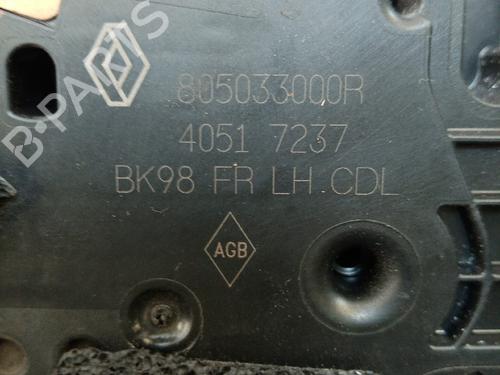 805033000R
4051 7237
BK98 FR LH CDL
AGB
B-PARTS